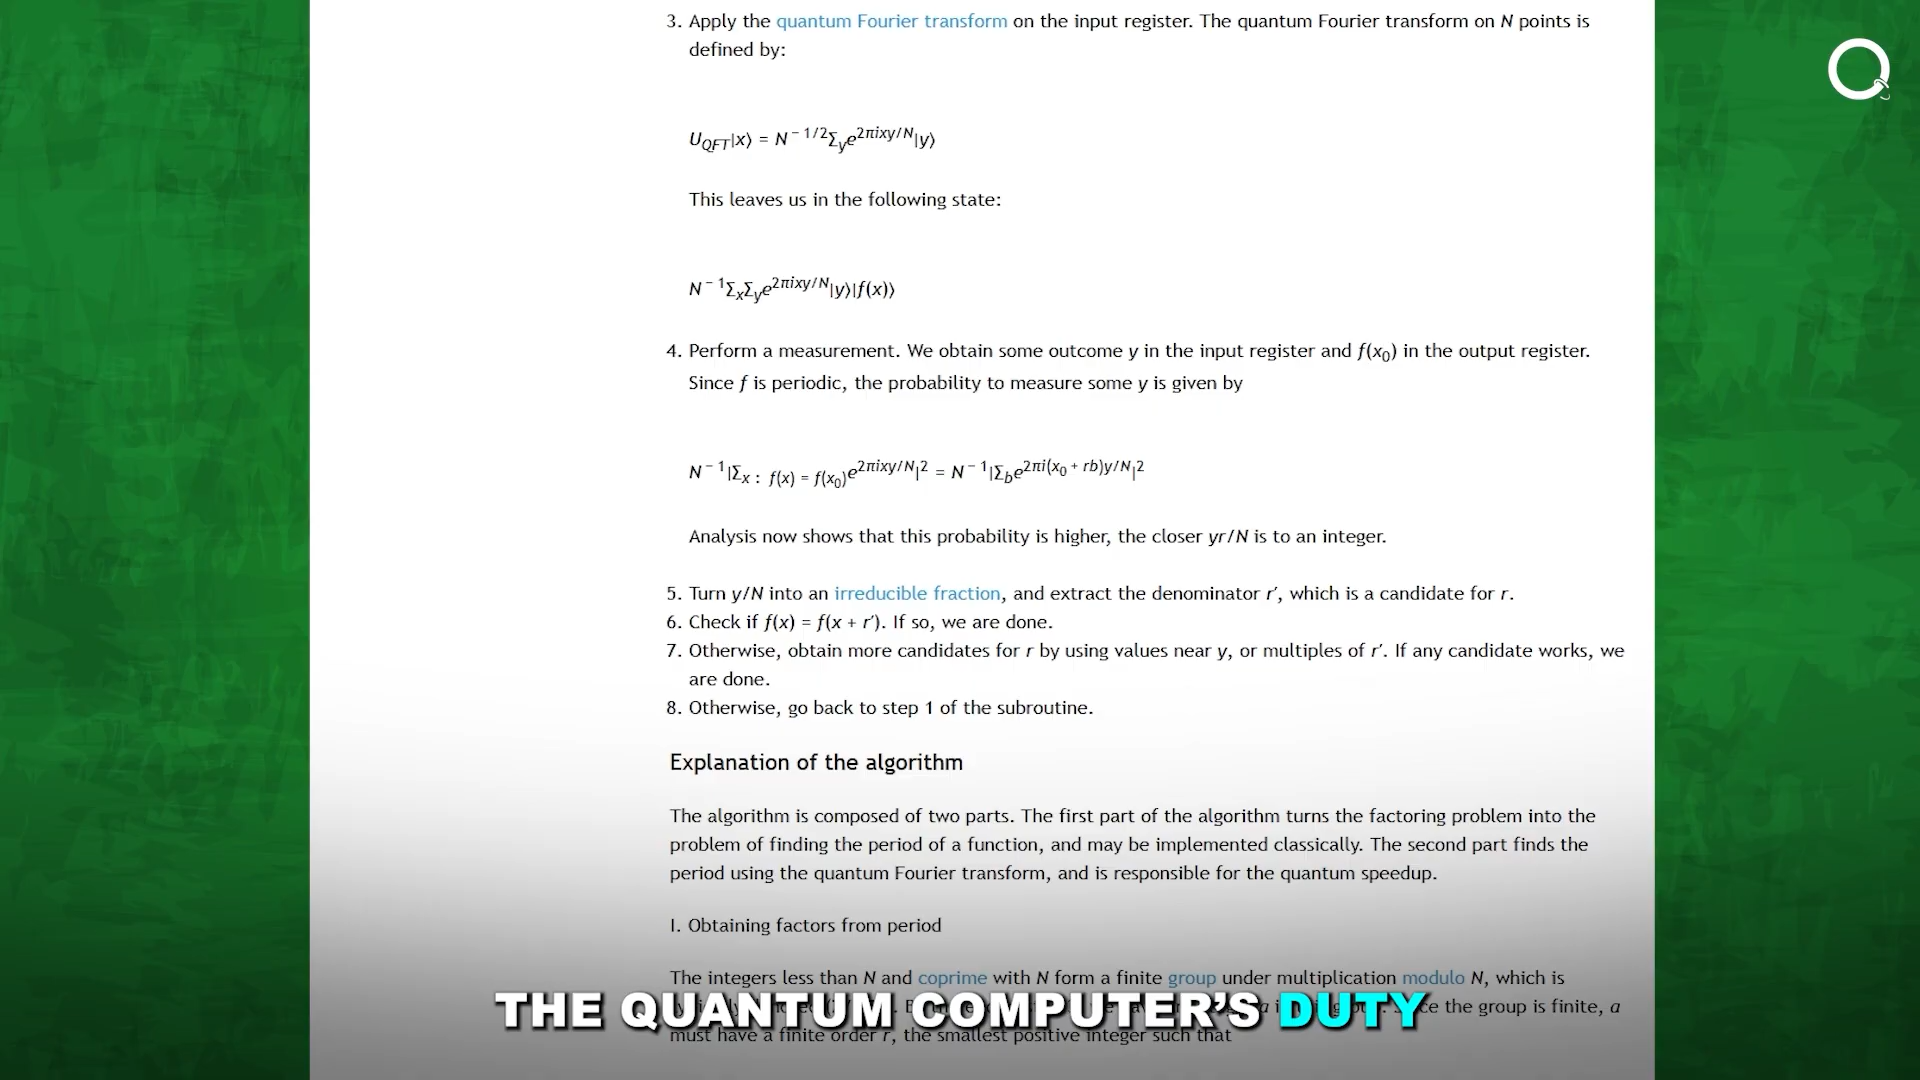 3. Apply the quantum Fourier transform on the input register. The quantum Fourier transform on N points is
defined by:
U_QFT|x⟩ = N^{-1/2}Σ_y e^{2πixy/N}|y⟩
This leaves us in the following state:
N^{-1}Σ_xΣ_y e^{2πixy/N}|y⟩|f(x)⟩
4. Perform a measurement. We obtain some outcome y in the input register and f(x₀) in the output register.
Since f is periodic, the probability to measure some y is given by
N^{-1}|Σ_{x : f(x) = f(x₀)}e^{2πixy/N}|² = N^{-1}|Σ_b e^{2πi(x₀ + rb)y/N}|²
Analysis now shows that this probability is higher, the closer yr/N is to an integer.
5. Turn y/N into an irreducible fraction, and extract the denominator r′, which is a candidate for r.
6. Check if f(x) = f(x + r′). If so, we are done.
7. Otherwise, obtain more candidates for r by using values near y, or multiples of r′. If any candidate works, we
are done.
8. Otherwise, go back to step 1 of the subroutine.
Explanation of the algorithm
The algorithm is composed of two parts. The first part of the algorithm turns the factoring problem into the
problem of finding the period of a function, and may be implemented classically. The second part finds the
period using the quantum Fourier transform, and is responsible for the quantum speedup.
I. Obtaining factors from period
The integers less than N and coprime with N form a finite group under multiplication modulo N, which is
the group is finite, a
THE QUANTUM COMPUTER'S DUTY
must have a finite order r, the smallest positive integer such that